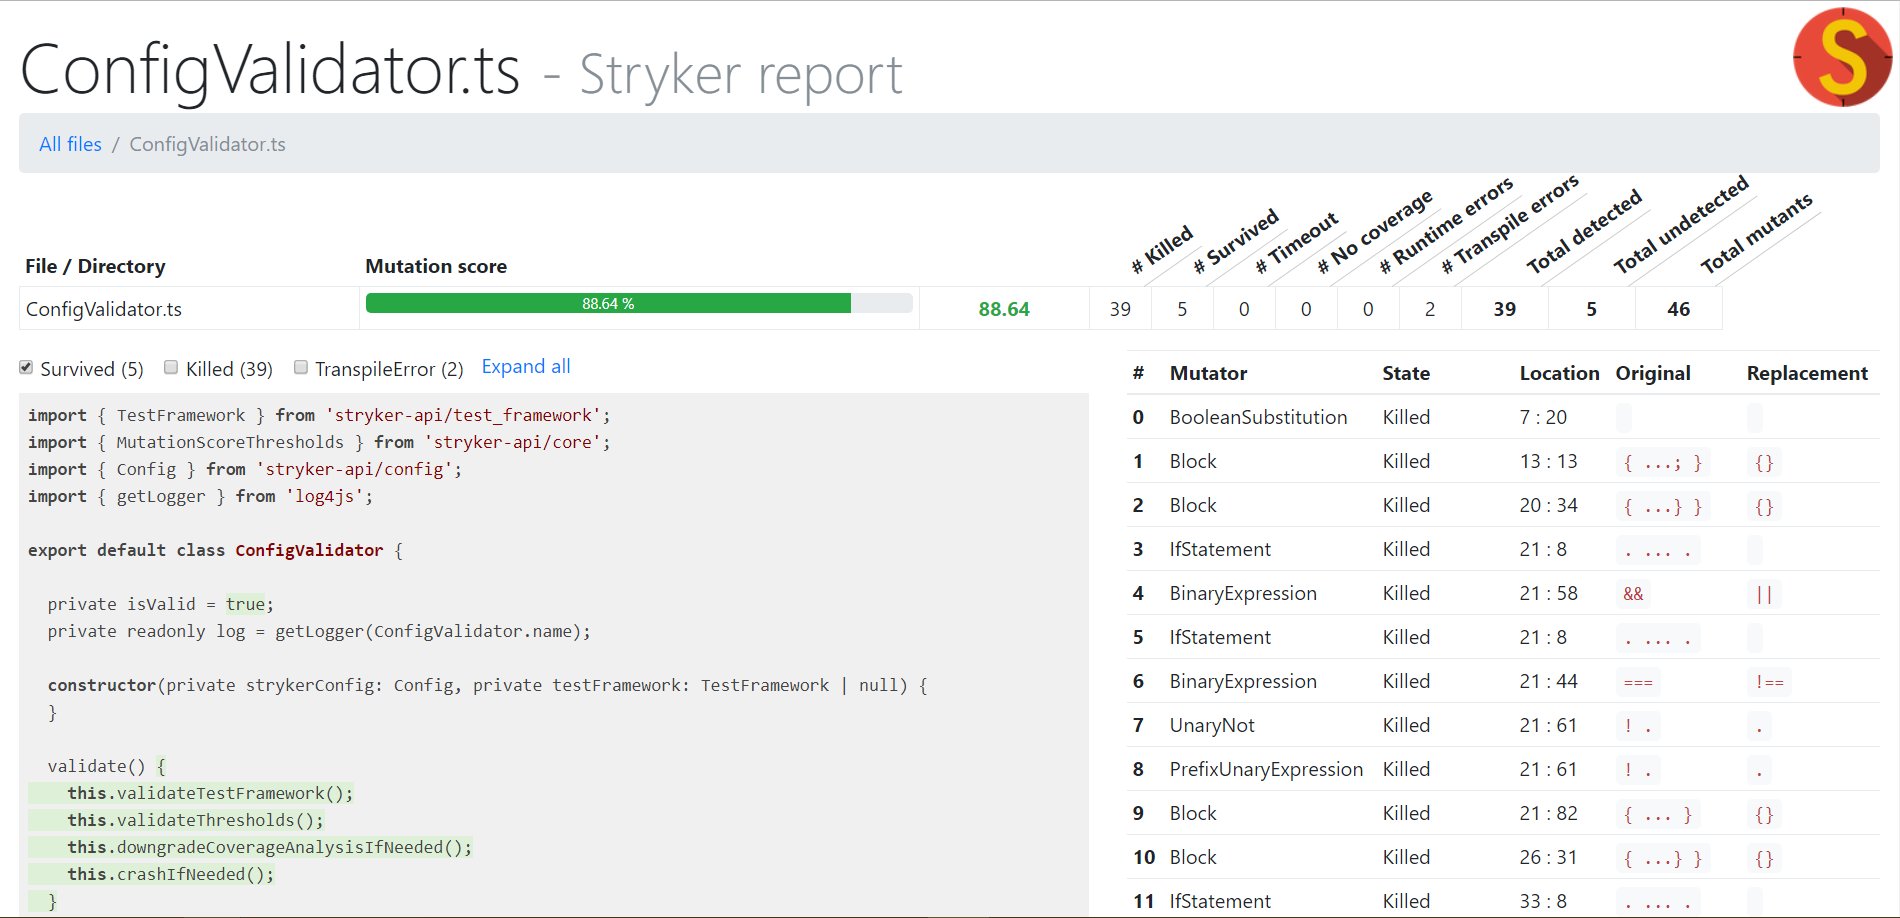 ConfigValidator.ts - Stryker report
S
All files / ConfigValidator.ts
File / Directory Mutation score # Killed # Survived # Timeout # No coverage # Runtime errors # Transpile errors Total detected Total undetected Total mutants
ConfigValidator.ts 88.64 % 88.64 39 5 0 0 0 2 39 5 46
Survived (5) Killed (39) TranspileError (2) Expand all
import { TestFramework } from 'stryker-api/test_framework';
import { MutationScoreThresholds } from 'stryker-api/core';
import { Config } from 'stryker-api/config';
import { getLogger } from 'log4js';
export default class ConfigValidator {
private isValid = true;
private readonly log = getLogger(ConfigValidator.name);
constructor(private strykerConfig: Config, private testFramework: TestFramework | null) {
}
validate() {
this.validateTestFramework();
this.validateThresholds();
this.downgradeCoverageAnalysisIfNeeded();
this.crashIfNeeded();
}
# Mutator State Location Original Replacement
0 BooleanSubstitution Killed 7 : 20
1 Block Killed 13 : 13 { ...; } {}
2 Block Killed 20 : 34 { ...} } {}
3 IfStatement Killed 21 : 8 . ... .
4 BinaryExpression Killed 21 : 58 && ||
5 IfStatement Killed 21 : 8 . ... .
6 BinaryExpression Killed 21 : 44 === !==
7 UnaryNot Killed 21 : 61 ! . .
8 PrefixUnaryExpression Killed 21 : 61 ! . .
9 Block Killed 21 : 82 { ... } {}
10 Block Killed 26 : 31 { ...} } {}
11 IfStatement Killed 33 : 8 . ... .